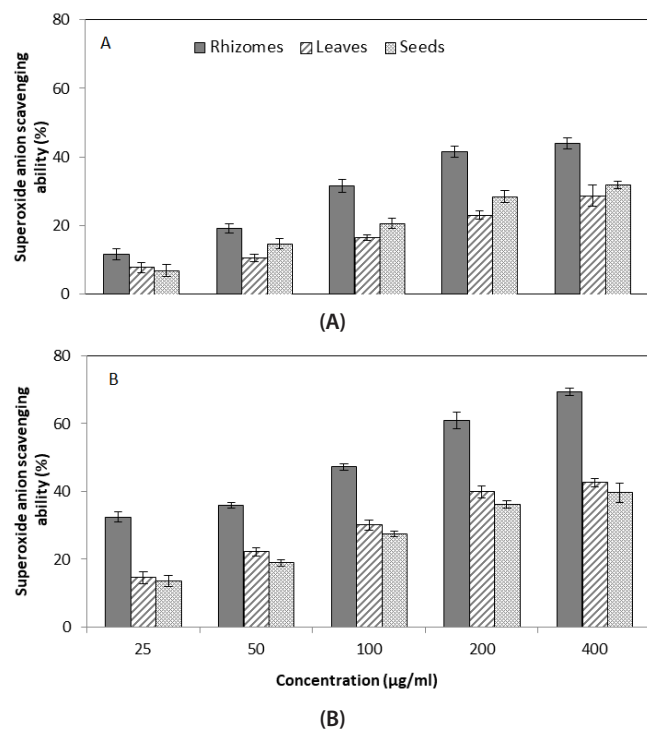 A
Rhizomes Leaves Seeds
80
60
40
20
0
Superoxide anion scavenging
ability (%)
(A)
B
80
60
40
20
0
Superoxide anion scavenging
ability (%)
25 50 100 200 400
Concentration (µg/ml)
(B)